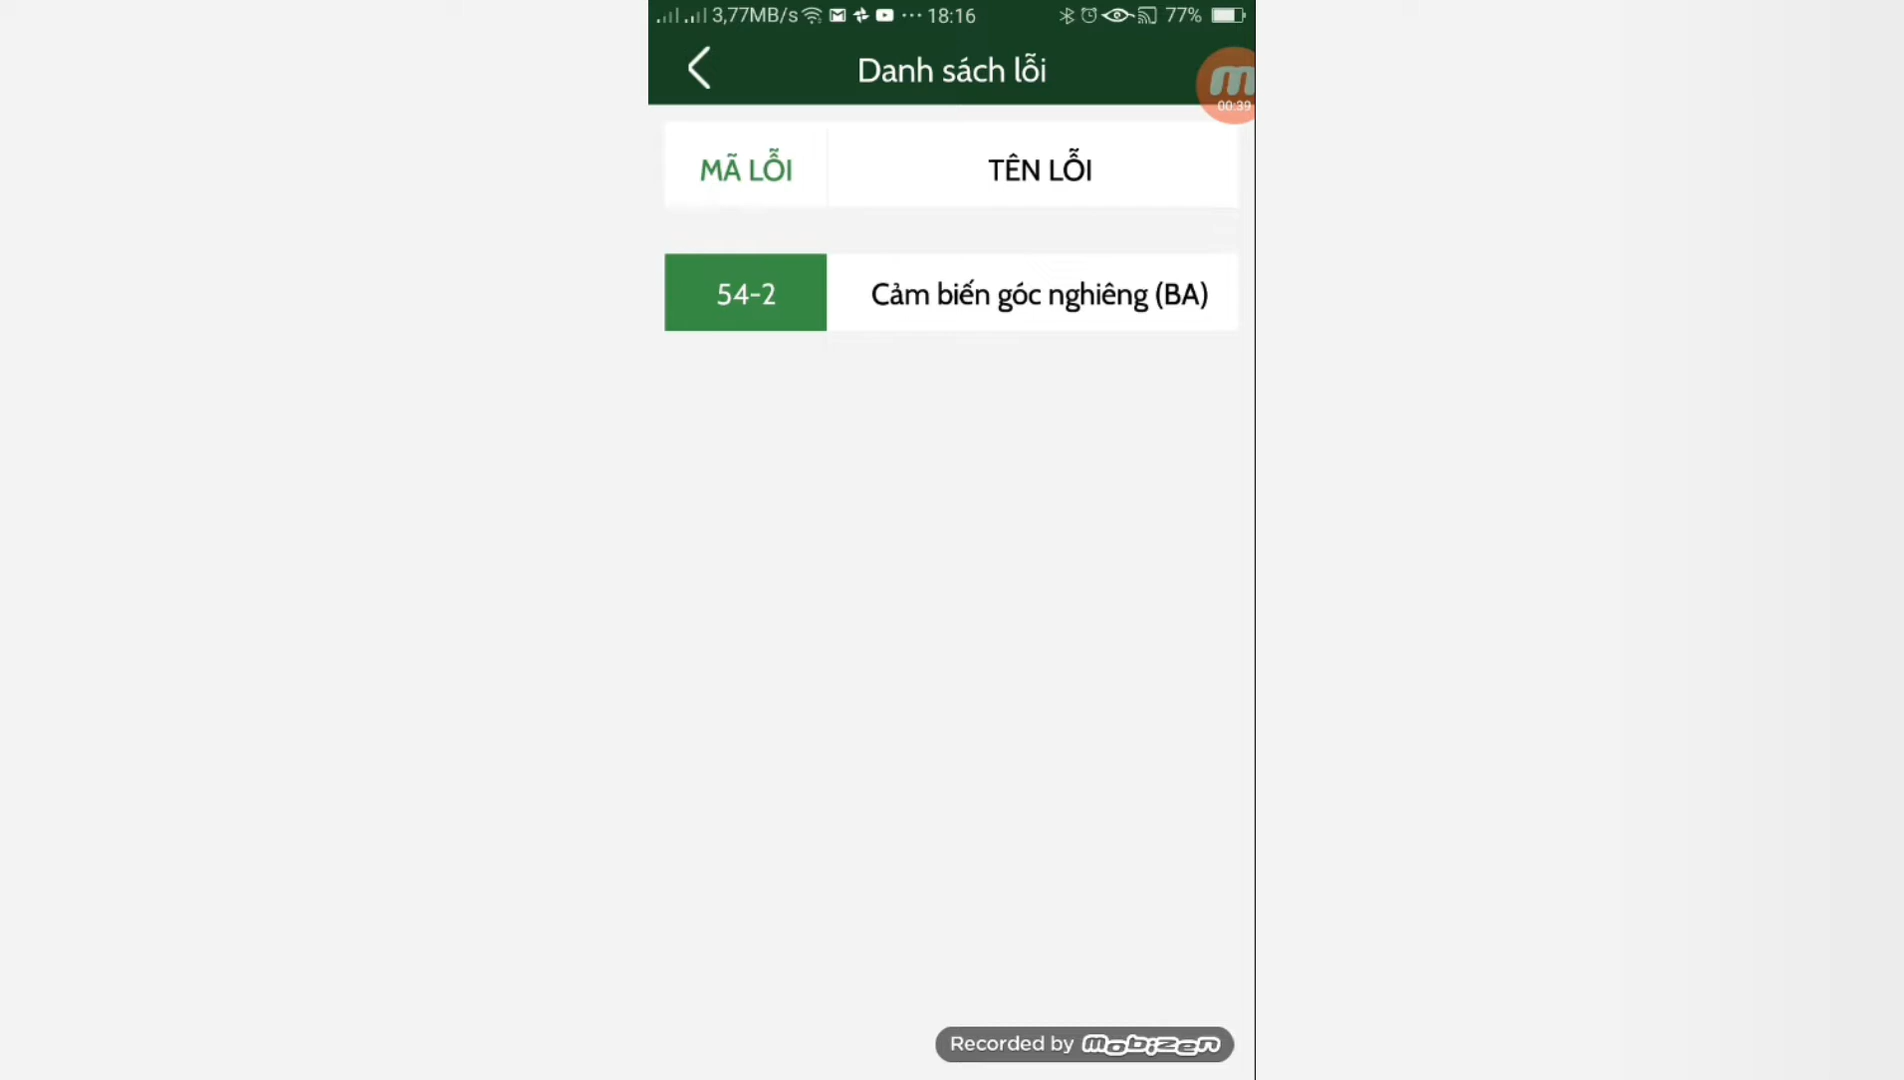 3,77MB/s ... 18:16 77%
Danh sách lỗi
00:39
MÃ LỖI TÊN LỖI
54-2 Cảm biến góc nghiêng (BA)
Recorded by mobizen